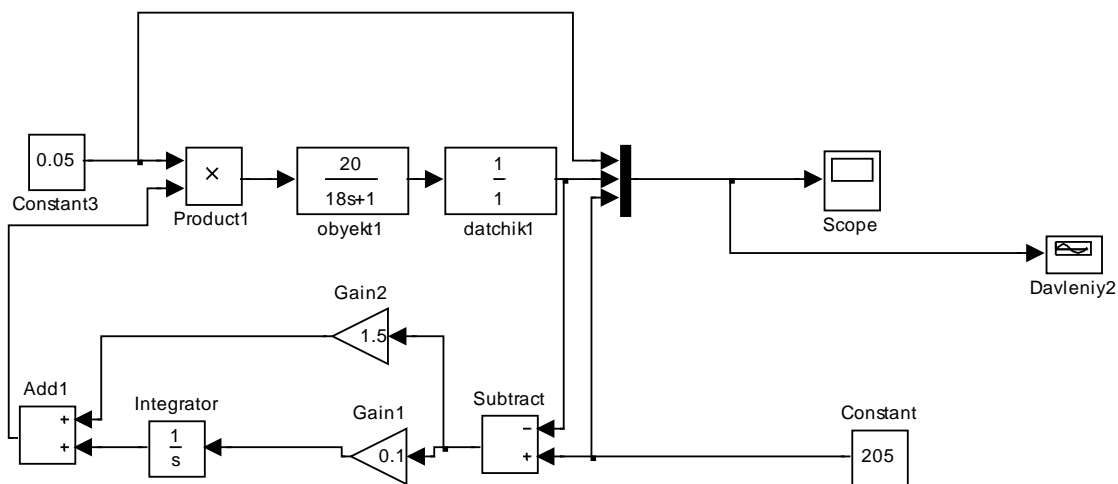 0.05
Constant3
×
Product1
20
18s+1
obyekt1
1
1
datchik1
Scope
Davleniy2
Gain2
1.5
Add1
+
+
Integrator
1
s
Gain1
0.1
Subtract
−
+
Constant
205